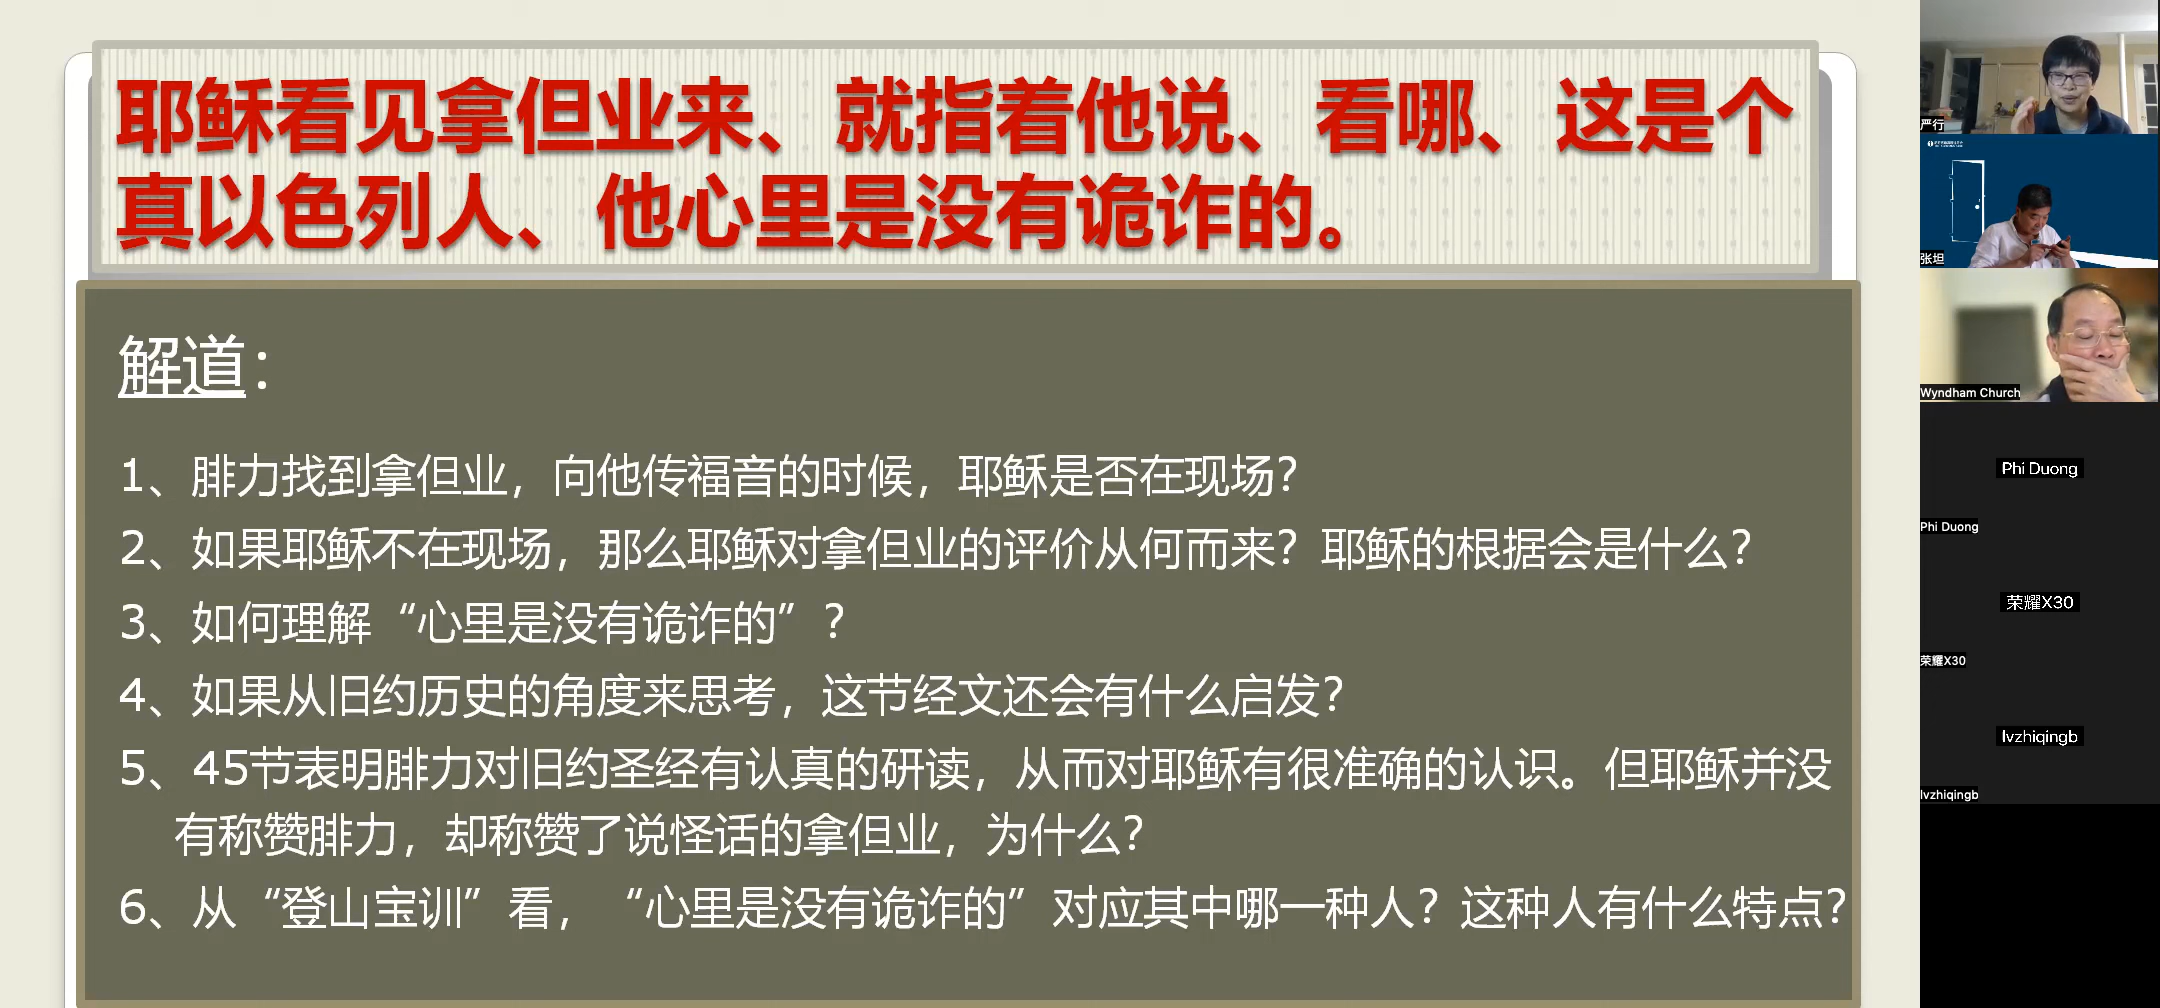 耶稣看见拿但业来、就指着他说、看哪、这是个
真以色列人、他心里是没有诡诈的。
解道：
1、腓力找到拿但业，向他传福音的时候，耶稣是否在现场？
2、如果耶稣不在现场，那么耶稣对拿但业的评价从何而来？耶稣的根据会是什么？
3、如何理解“心里是没有诡诈的”？
4、如果从旧约历史的角度来思考，这节经文还会有什么启发？
5、45节表明腓力对旧约圣经有认真的研读，从而对耶稣有很准确的认识。但耶稣并没
有称赞腓力，却称赞了说怪话的拿但业，为什么？
6、从“登山宝训”看，“心里是没有诡诈的”对应其中哪一种人？这种人有什么特点？
严行
张坦
Wyndham Church
Phi Duong
Phi Duong
荣耀X30
荣耀X30
lvzhiqingb
lvzhiqingb